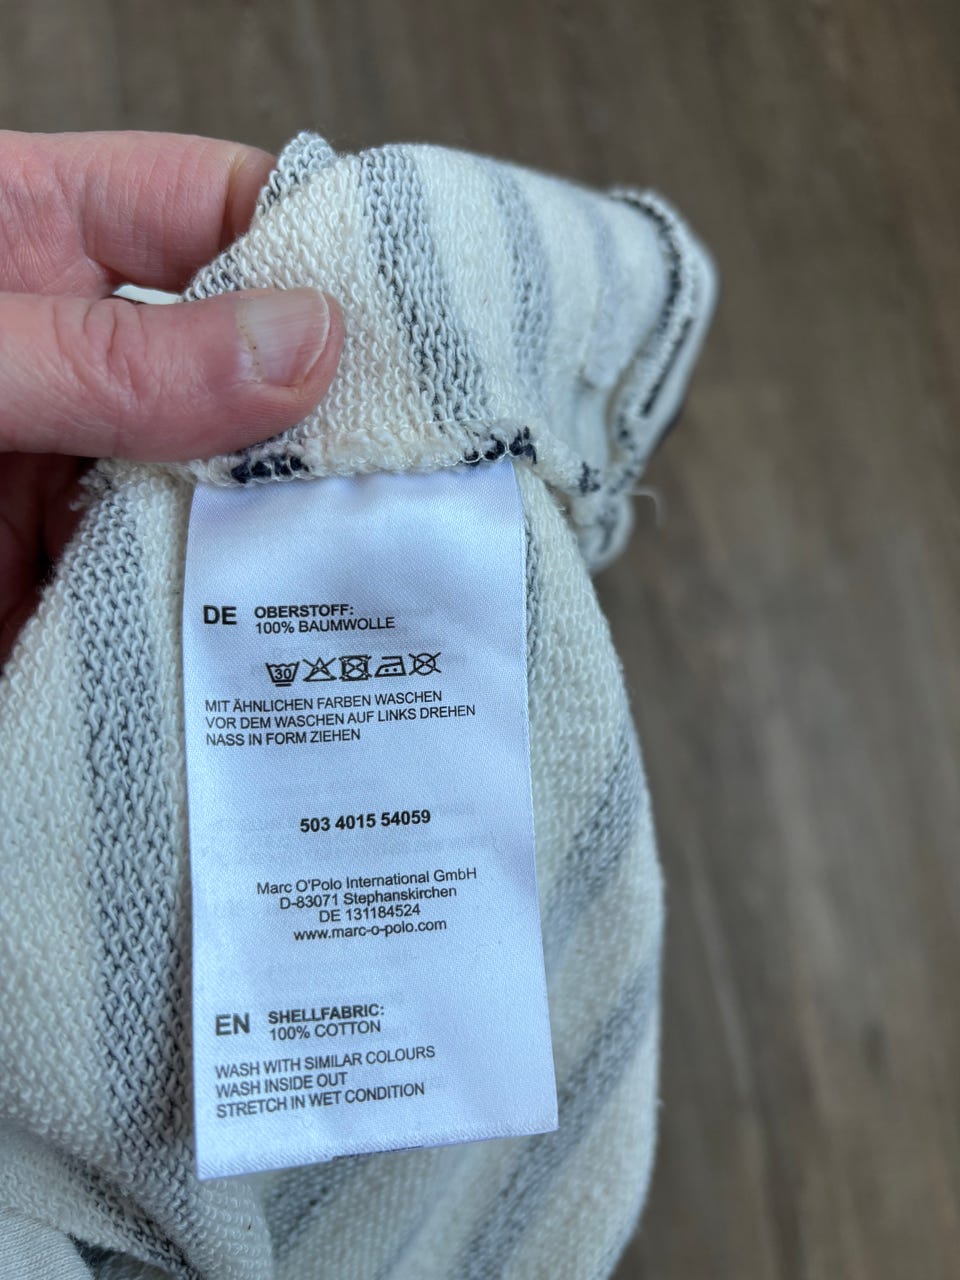 DE OBERSTOFF:
100% BAUMWOLLE
30
MIT ÄHNLICHEN FARBEN WASCHEN
VOR DEM WASCHEN AUF LINKS DREHEN
NASS IN FORM ZIEHEN
503 4015 54059
Marc O'Polo International GmbH
D-83071 Stephanskirchen
DE 131184524
www.marc-o-polo.com
EN SHELLFABRIC:
100% COTTON
WASH WITH SIMILAR COLOURS
WASH INSIDE OUT
STRETCH IN WET CONDITION